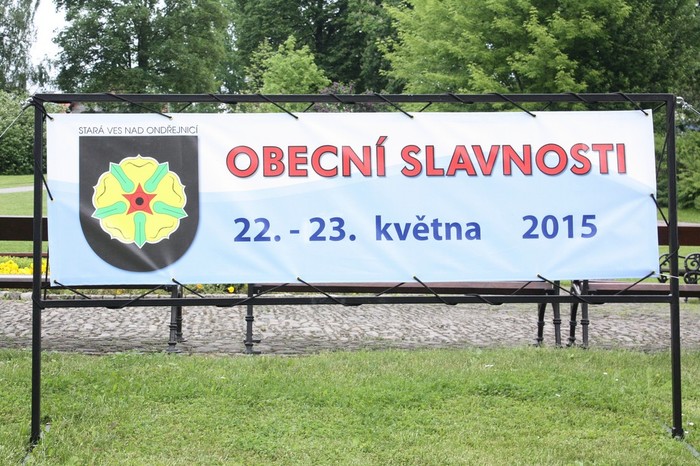 STARÁ VES NAD ONDŘEJNICÍ
OBECNÍ SLAVNOSTI
22. - 23. května 2015